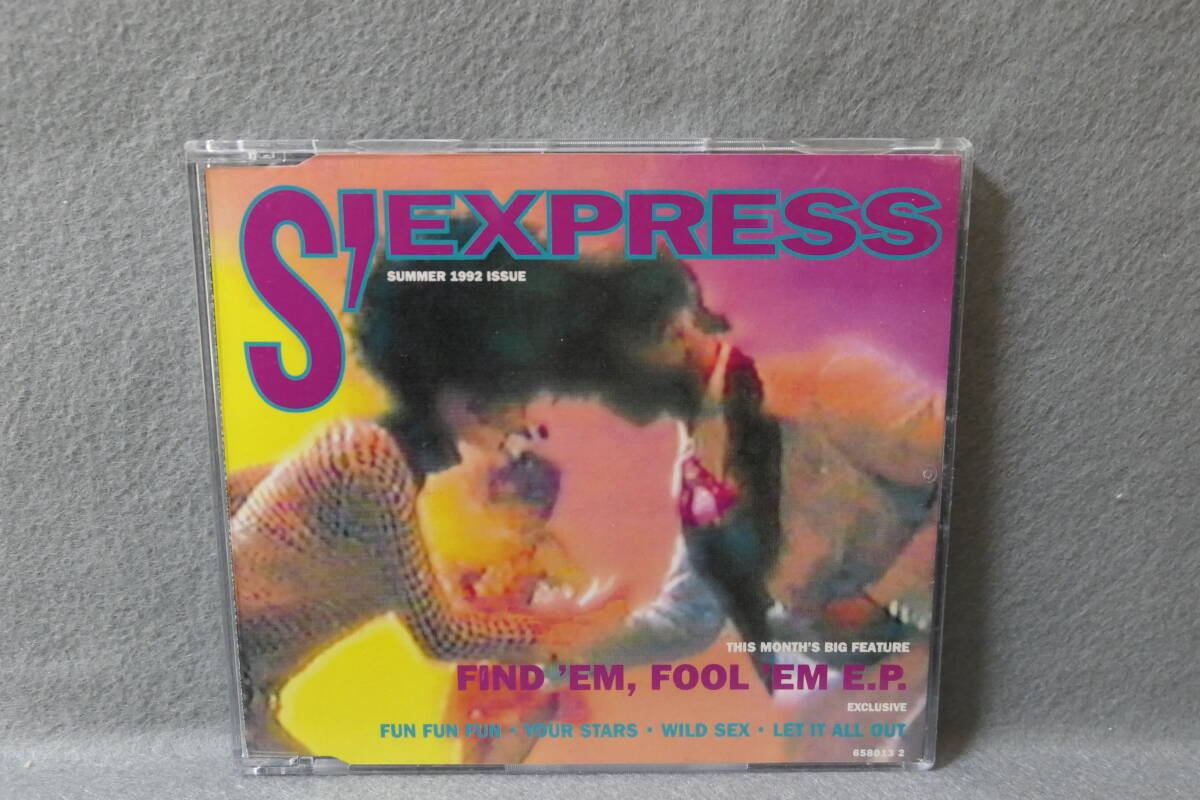 S'EXPRESS
SUMMER 1992 ISSUE
THIS MONTH'S BIG FEATURE
FIND 'EM, FOOL 'EM E.P.
EXCLUSIVE
FUN FUN FUN • YOUR STARS • WILD SEX • LET IT ALL OUT
658013 2